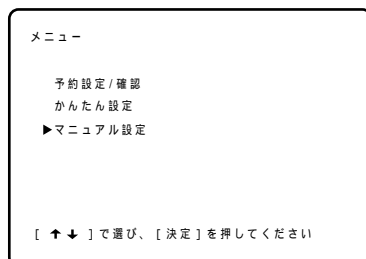 メニュー
予約設定/確認
かんたん設定
▶マニュアル設定
[ ↑↓ ]で選び、[決定]を押してください